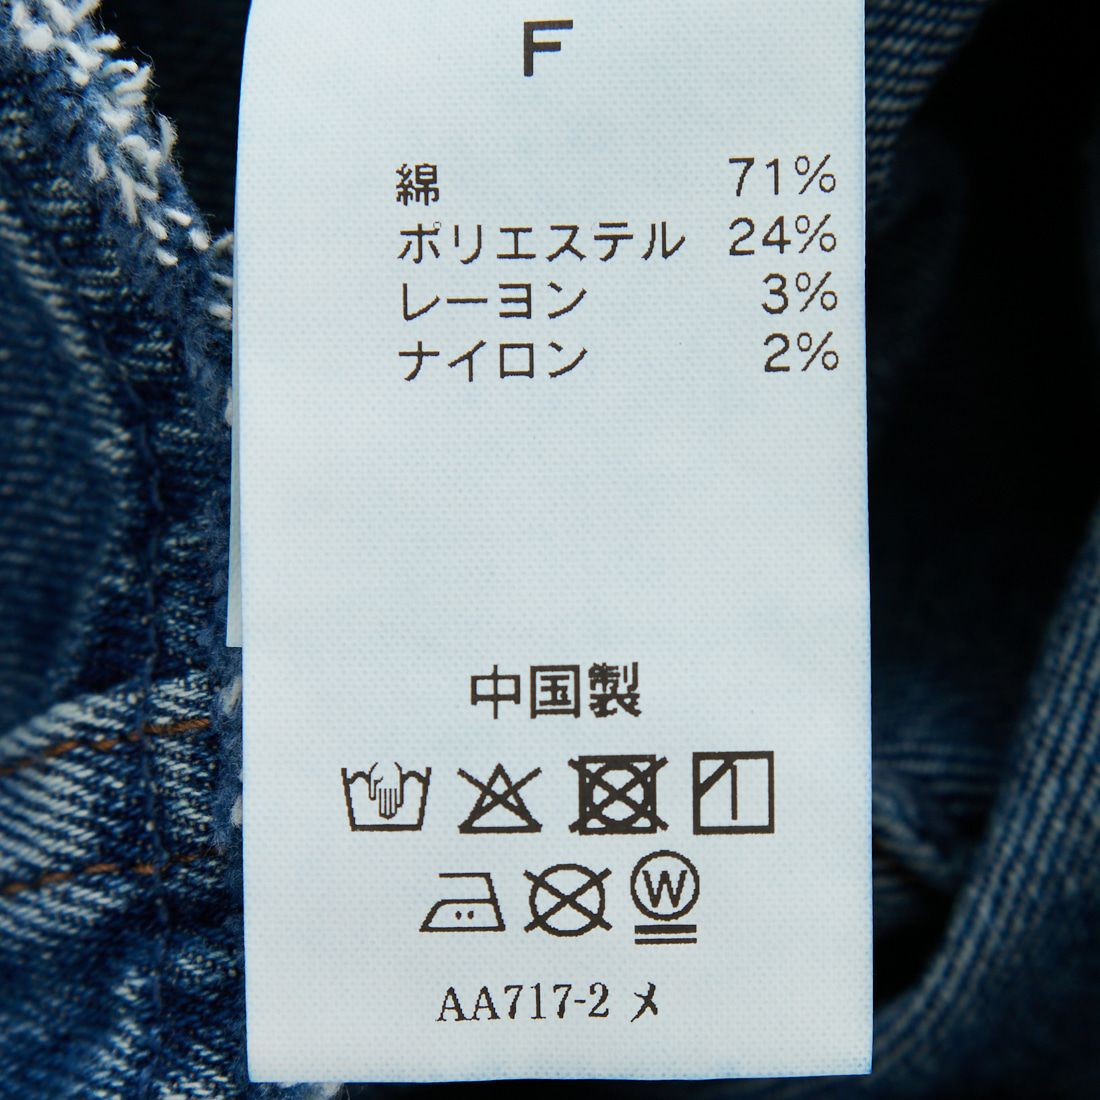 F
綿 71%
ポリエステル 24%
レーヨン 3%
ナイロン 2%
中国製
W
AA717-2 メ